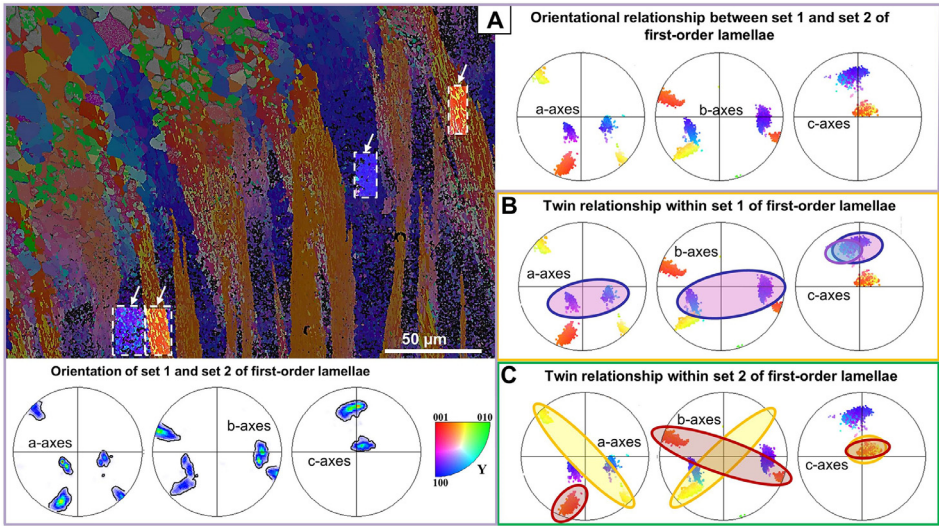 A
Orientational relationship between set 1 and set 2 of
first-order lamellae
a-axes
b-axes
c-axes
B
Twin relationship within set 1 of first-order lamellae
a-axes
b-axes
c-axes
50 µm
Orientation of set 1 and set 2 of first-order lamellae
a-axes
b-axes
c-axes
001
010
Y
100
C
Twin relationship within set 2 of first-order lamellae
a-axes
b-axes
c-axes